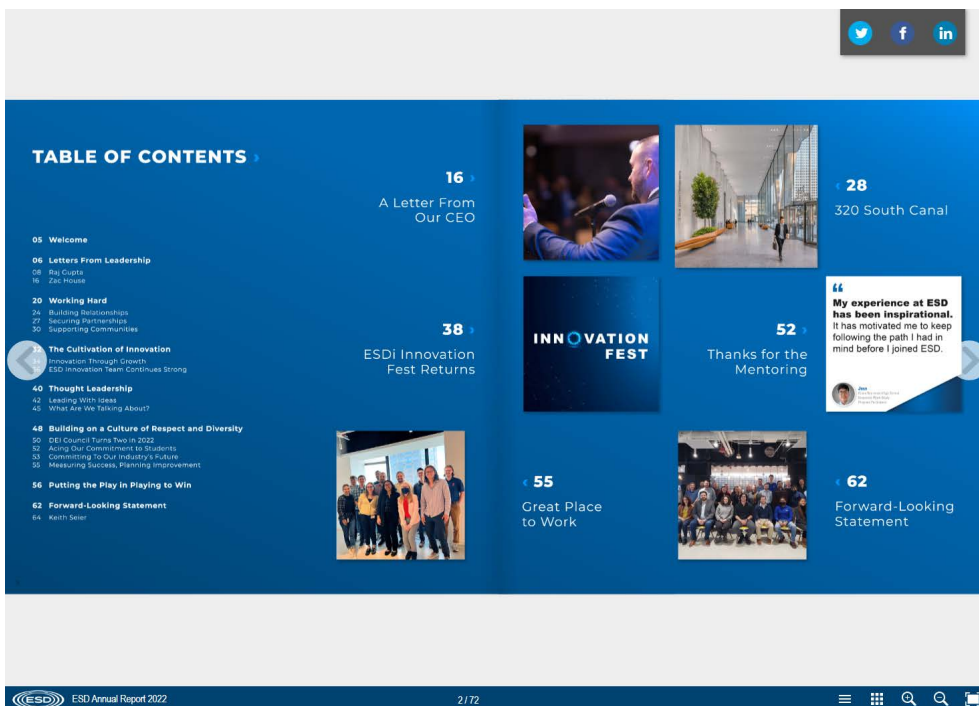 TABLE OF CONTENTS ›
05 Welcome
06 Letters From Leadership
08 Raj Gupta
16 Zac House
20 Working Hard
24 Building Relationships
27 Securing Partnerships
30 Supporting Communities
The Cultivation of Innovation
Innovation Through Growth
ESD Innovation Team Continues Strong
40 Thought Leadership
42 Leading With Ideas
45 What Are We Talking About?
48 Building on a Culture of Respect and Diversity
50 DEI Council Turns Two in 2022
52 Acing Our Commitment to Students
53 Committing To Our Industry's Future
55 Measuring Success, Planning Improvement
56 Putting the Play in Playing to Win
62 Forward-Looking Statement
64 Keith Seier
16 ›
A Letter From
Our CEO
38 ›
ESDi Innovation
Fest Returns
‹ 28
320 South Canal
INNOVATION
FEST
52 ›
Thanks for the
Mentoring
“
My experience at ESD
has been inspirational.
It has motivated me to keep
following the path I had in
mind before I joined ESD.
‹ 55
Great Place
to Work
‹ 62
Forward-Looking
Statement
ESD
ESD Annual Report 2022
2 / 72